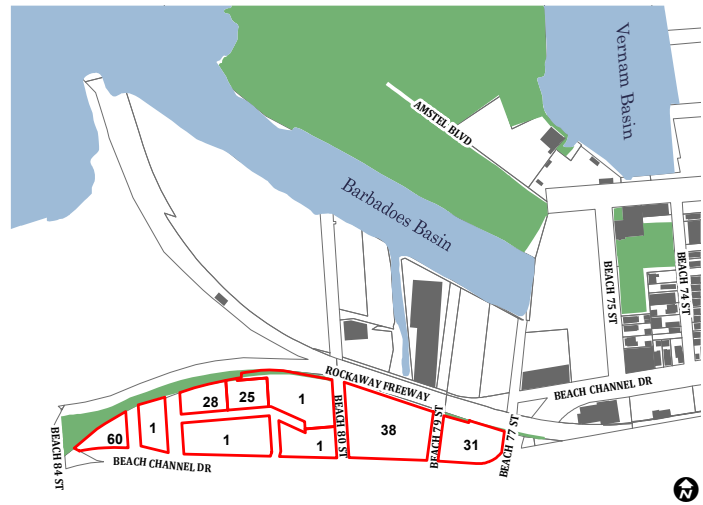 Vernam Basin
AMSTEL BLVD
Barbadoes Basin
BEACH 75 ST
BEACH 74 ST
ROCKAWAY FREEWAY
BEACH CHANNEL DR
28
25
1
1
60
1
1
38
31
BEACH 80 ST
BEACH 79 ST
BEACH 77 ST
BEACH 84 ST
BEACH CHANNEL DR
N